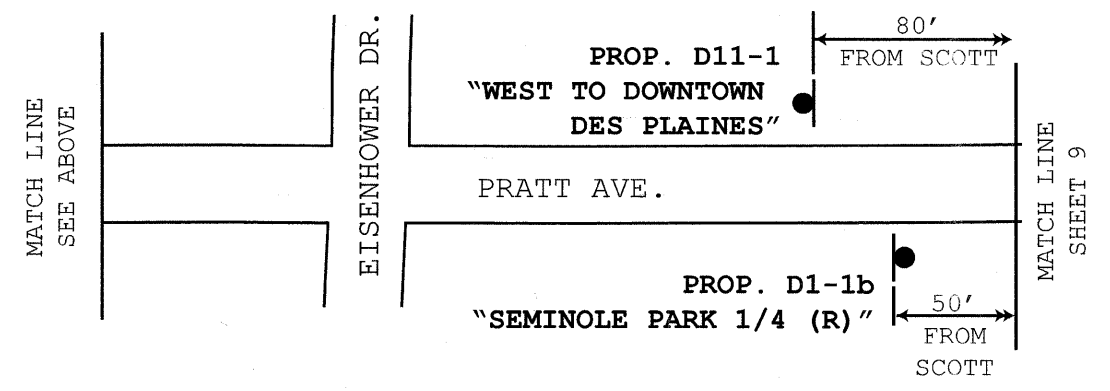 MATCH LINE
SEE ABOVE
EISENHOWER DR.
PROP. D11-1
"WEST TO DOWNTOWN
DES PLAINES"
80'
FROM SCOTT
PRATT AVE.
PROP. D1-1b
"SEMINOLE PARK 1/4 (R)"
50'
FROM
SCOTT
MATCH LINE
SHEET 9